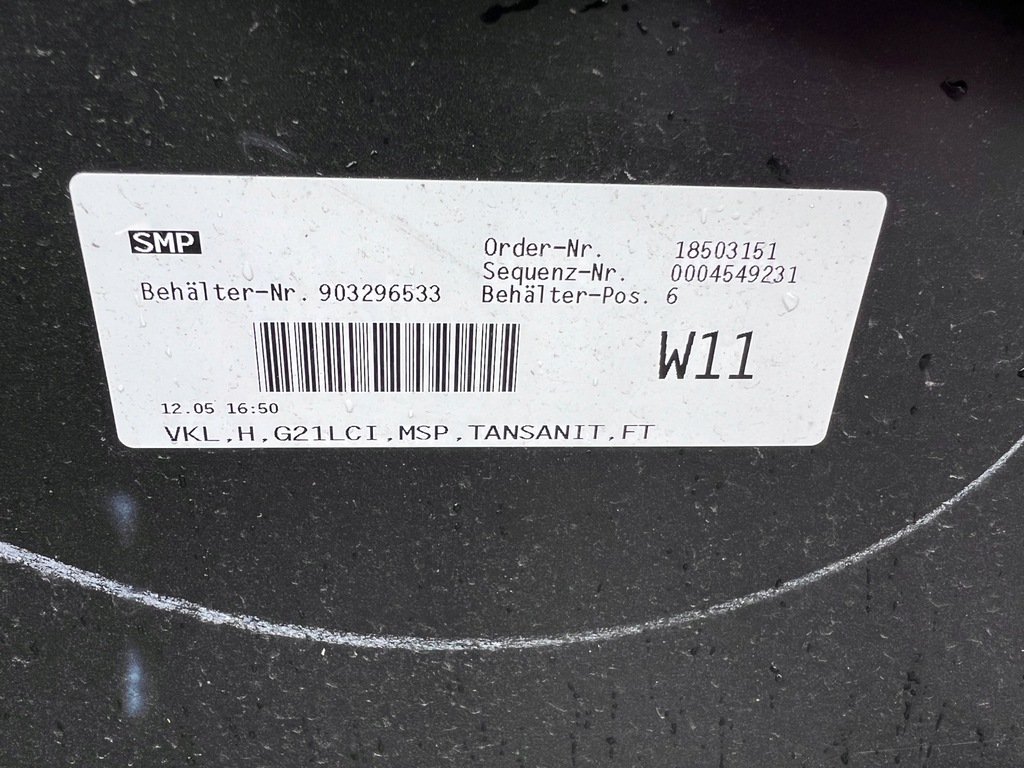 SMP
Order-Nr. 18503151
Sequenz-Nr. 0004549231
Behälter-Nr. 903296533 Behälter-Pos. 6
W11
12.05 16:50
VKL,H,G21LCI,MSP,TANSANIT,FT